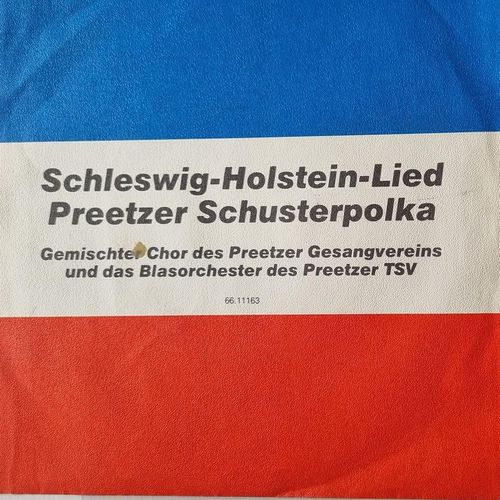 Schleswig-Holstein-Lied
Preetzer Schusterpolka
Gemischter Chor des Preetzer Gesangvereins
und das Blasorchester des Preetzer TSV
66.11163